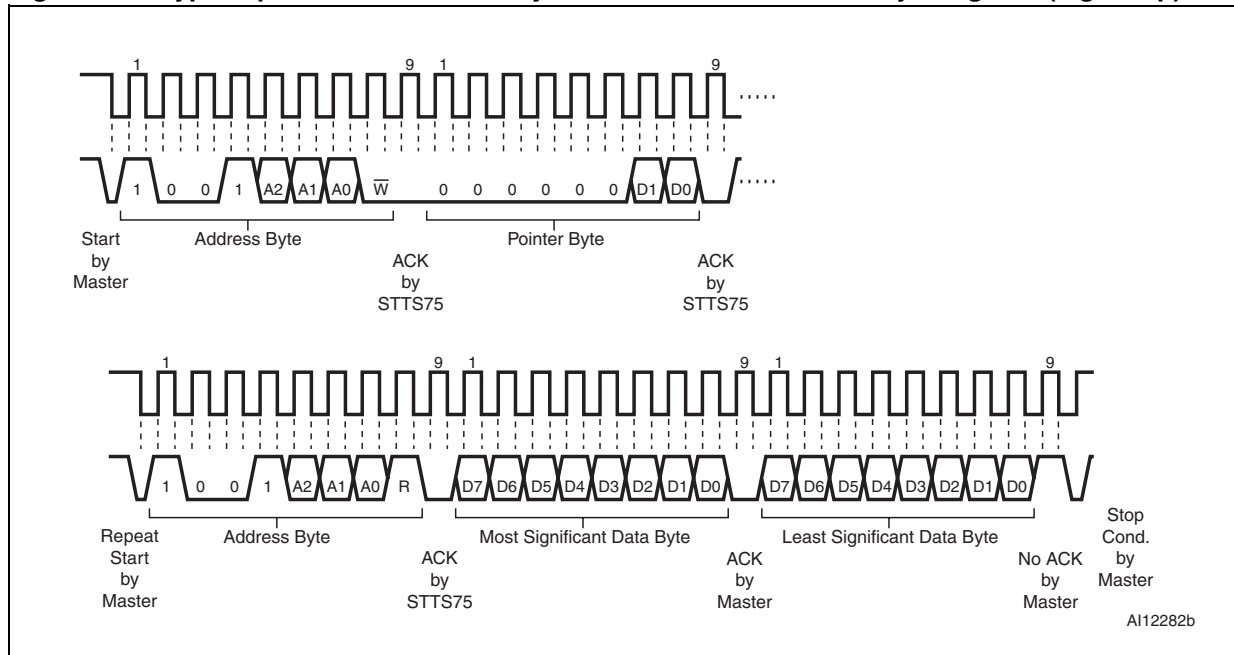 1 9 1 9
1 0 0 1 A2 A1 A0 W̅ 0 0 0 0 0 0 D1 D0
Start
by
Master
Address Byte
ACK
by
STTS75
Pointer Byte
ACK
by
STTS75
1 9 1 9 1 9
1 0 0 1 A2 A1 A0 R D7 D6 D5 D4 D3 D2 D1 D0 D7 D6 D5 D4 D3 D2 D1 D0
Repeat
Start
by
Master
Address Byte
ACK
by
STTS75
Most Significant Data Byte
ACK
by
Master
Least Significant Data Byte
No ACK
by
Master
Stop
Cond.
by
Master
AI12282b